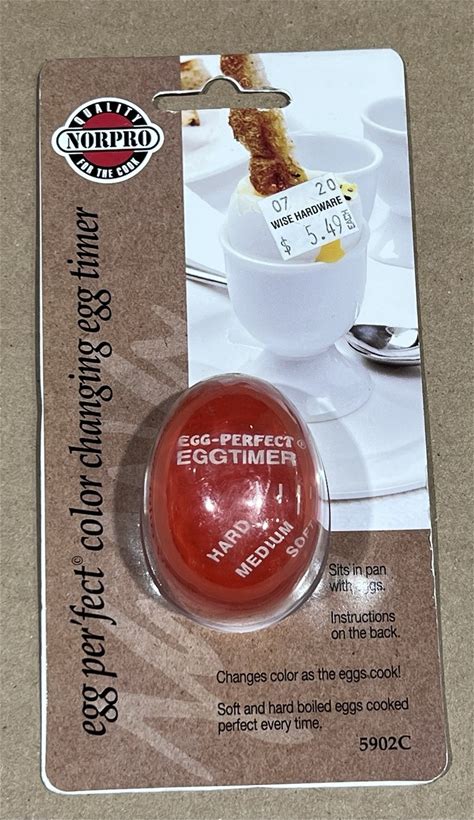 QUALITY
NORPRO
FOR THE COOK
07 20
WISE HARDWARE
$ 5.49
egg per'fect© color changing egg timer
EGG-PERFECT®
EGGTIMER
HARD
MEDIUM
SOFT
Sits in pan
with eggs.
Instructions
on the back.
Changes color as the eggs cook!
Soft and hard boiled eggs cooked
perfect every time.
5902C